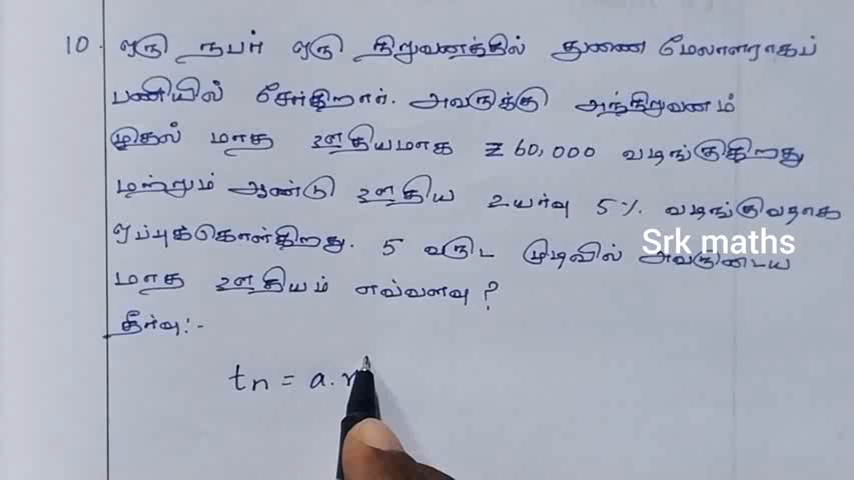 10. ஒரு நபர் ஒரு நிறுவனத்தில் துணை மேலாளராகப்
பணியில் சேர்கிறார். அவருக்கு அந்நிறுவனம்
முதல் மாத ஊதியமாக ₹ 60,000 வழங்குகிறது
மற்றும் ஆண்டு ஊதிய உயர்வு 5% வழங்குவதாக
ஒப்புக்கொள்கிறது. 5 வருட முடிவில் அவருடைய
Srk maths
மாத ஊதியம் எவ்வளவு?
தீர்வு:-
tn = a.r